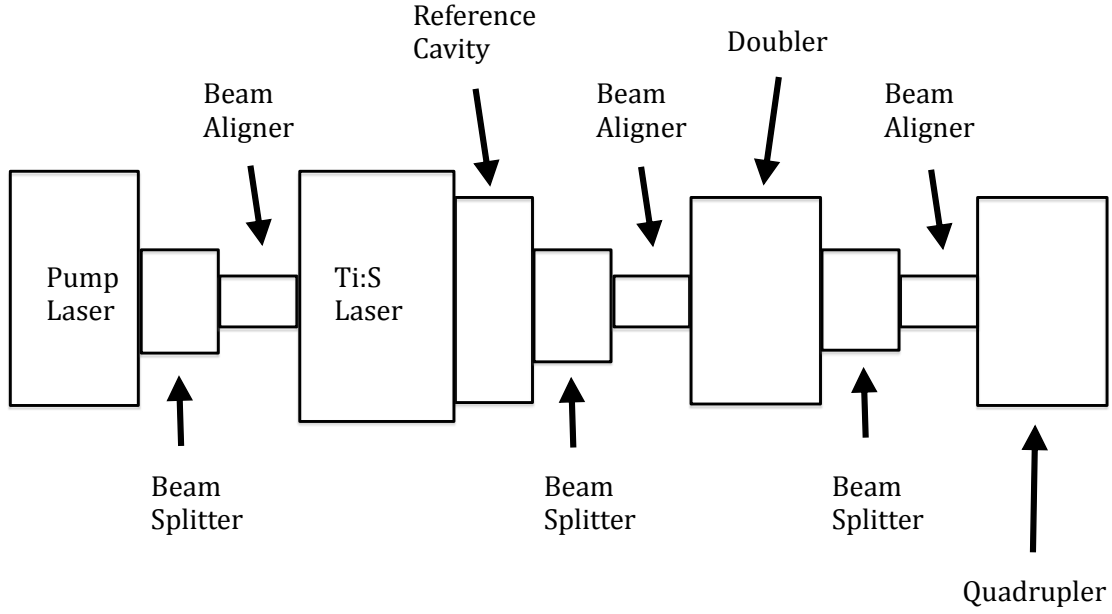 Reference
Cavity
Doubler
Beam
Aligner
Beam
Aligner
Beam
Aligner
Pump
Laser
Ti:S
Laser
Beam
Splitter
Beam
Splitter
Beam
Splitter
Quadrupler